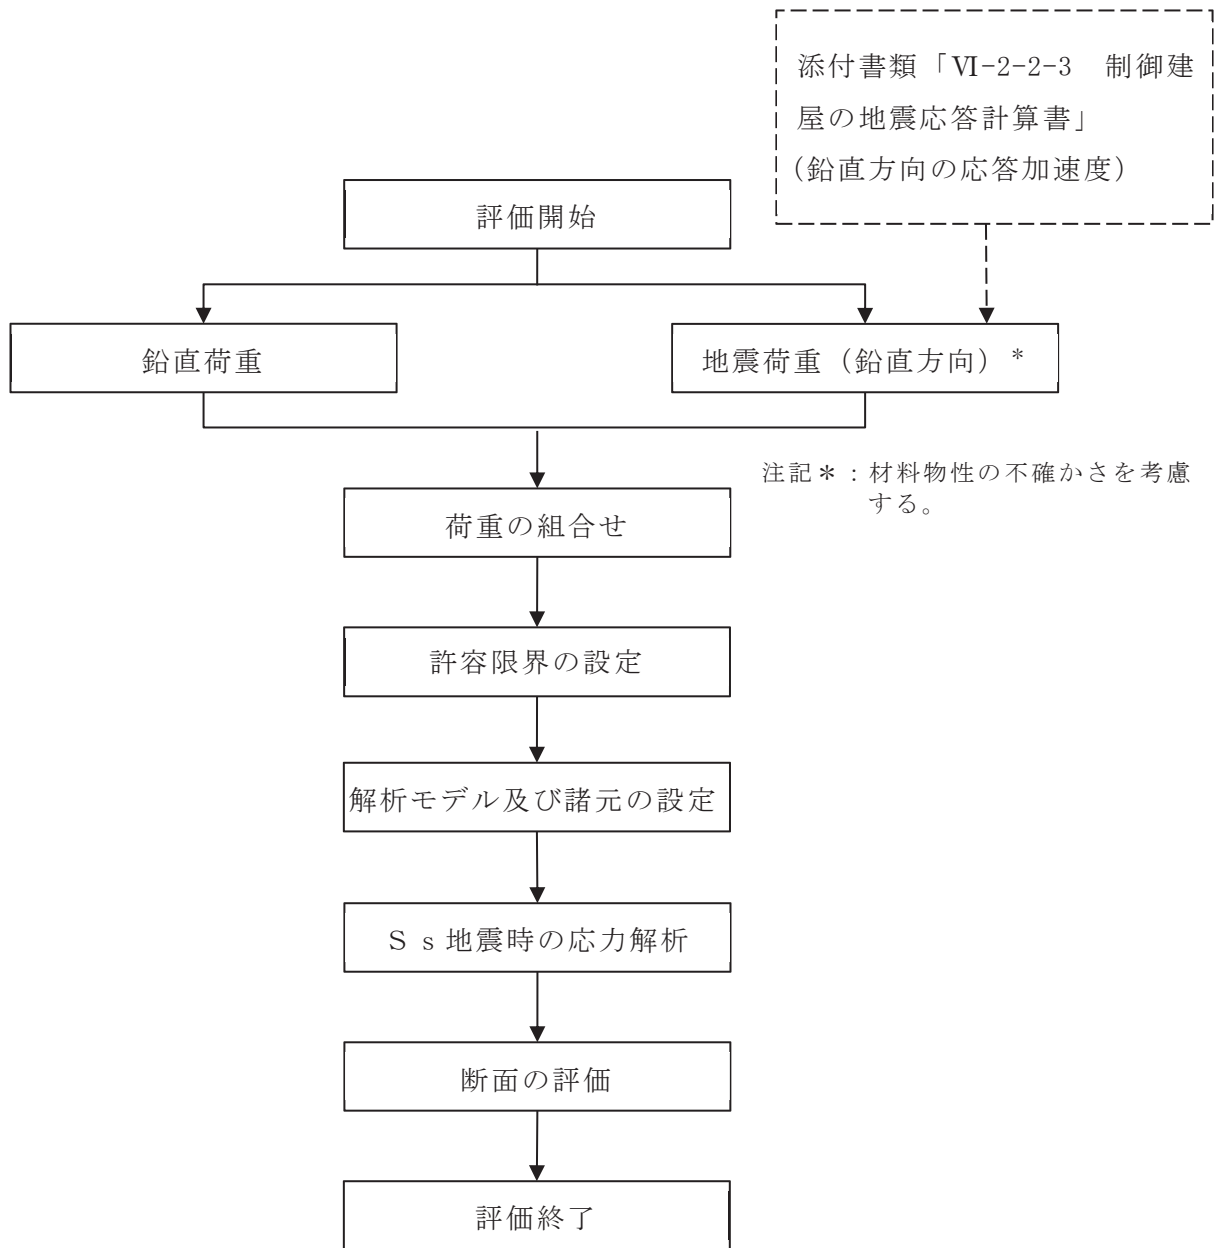 添付書類「Ⅵ-2-2-3　制御建
屋の地震応答計算書」
(鉛直方向の応答加速度)
評価開始
鉛直荷重
地震荷重（鉛直方向）*
注記＊：材料物性の不確かさを考慮
する。
荷重の組合せ
許容限界の設定
解析モデル及び諸元の設定
Ｓｓ地震時の応力解析
断面の評価
評価終了